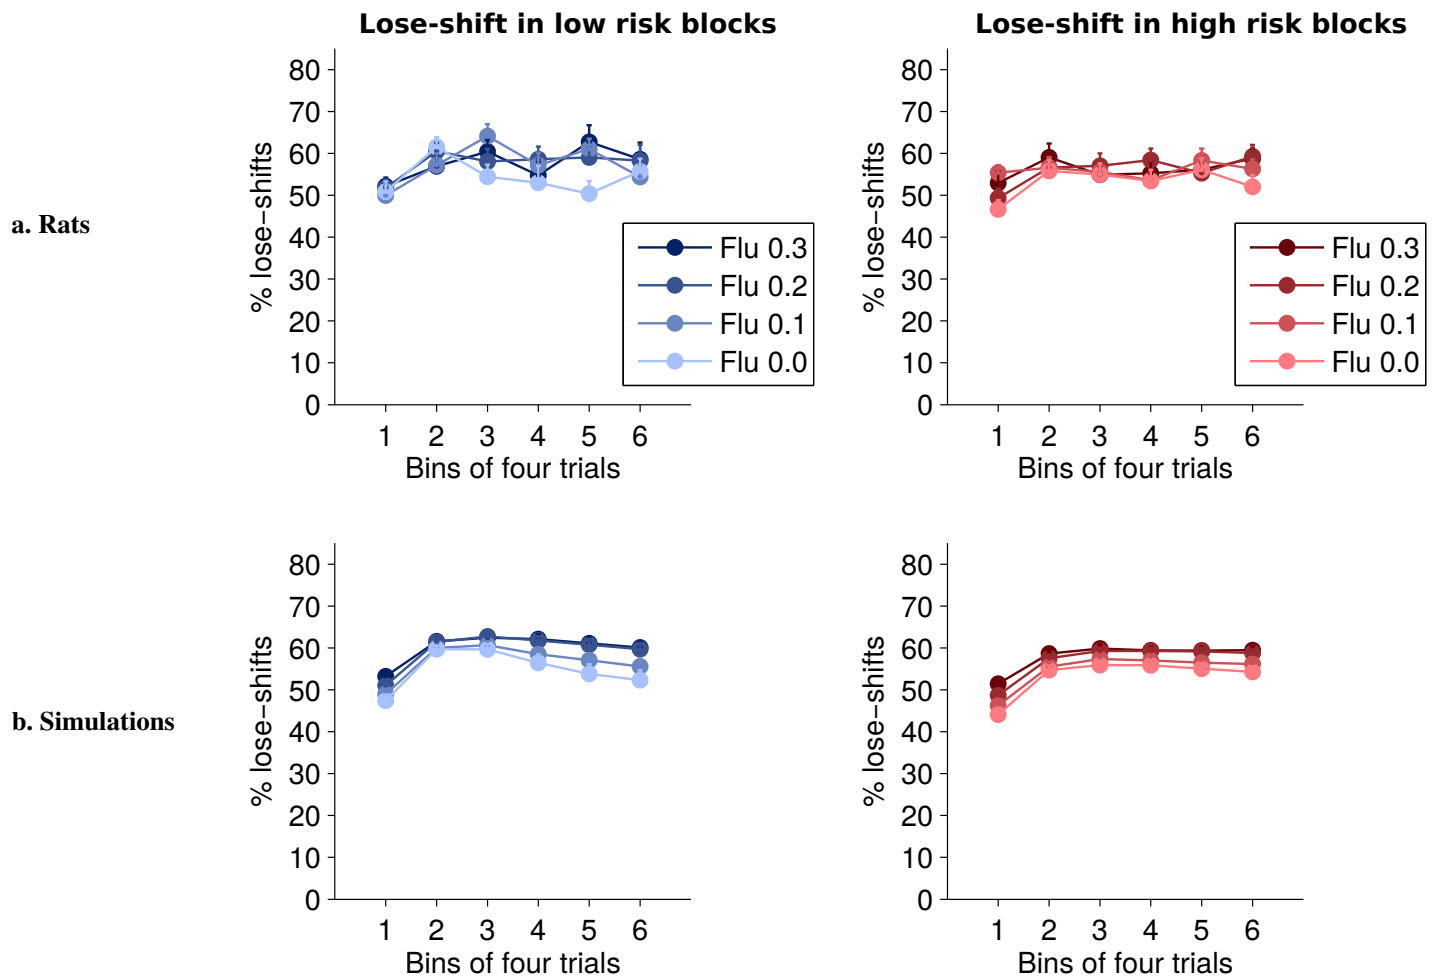 Lose-shift in low risk blocks
Lose-shift in high risk blocks
a. Rats
% lose−shifts
80
70
60
50
40
30
20
10
0
1 2 3 4 5 6
Bins of four trials
Flu 0.3
Flu 0.2
Flu 0.1
Flu 0.0
% lose−shifts
80
70
60
50
40
30
20
10
0
1 2 3 4 5 6
Bins of four trials
Flu 0.3
Flu 0.2
Flu 0.1
Flu 0.0
b. Simulations
% lose−shifts
80
70
60
50
40
30
20
10
0
1 2 3 4 5 6
Bins of four trials
% lose−shifts
80
70
60
50
40
30
20
10
0
1 2 3 4 5 6
Bins of four trials